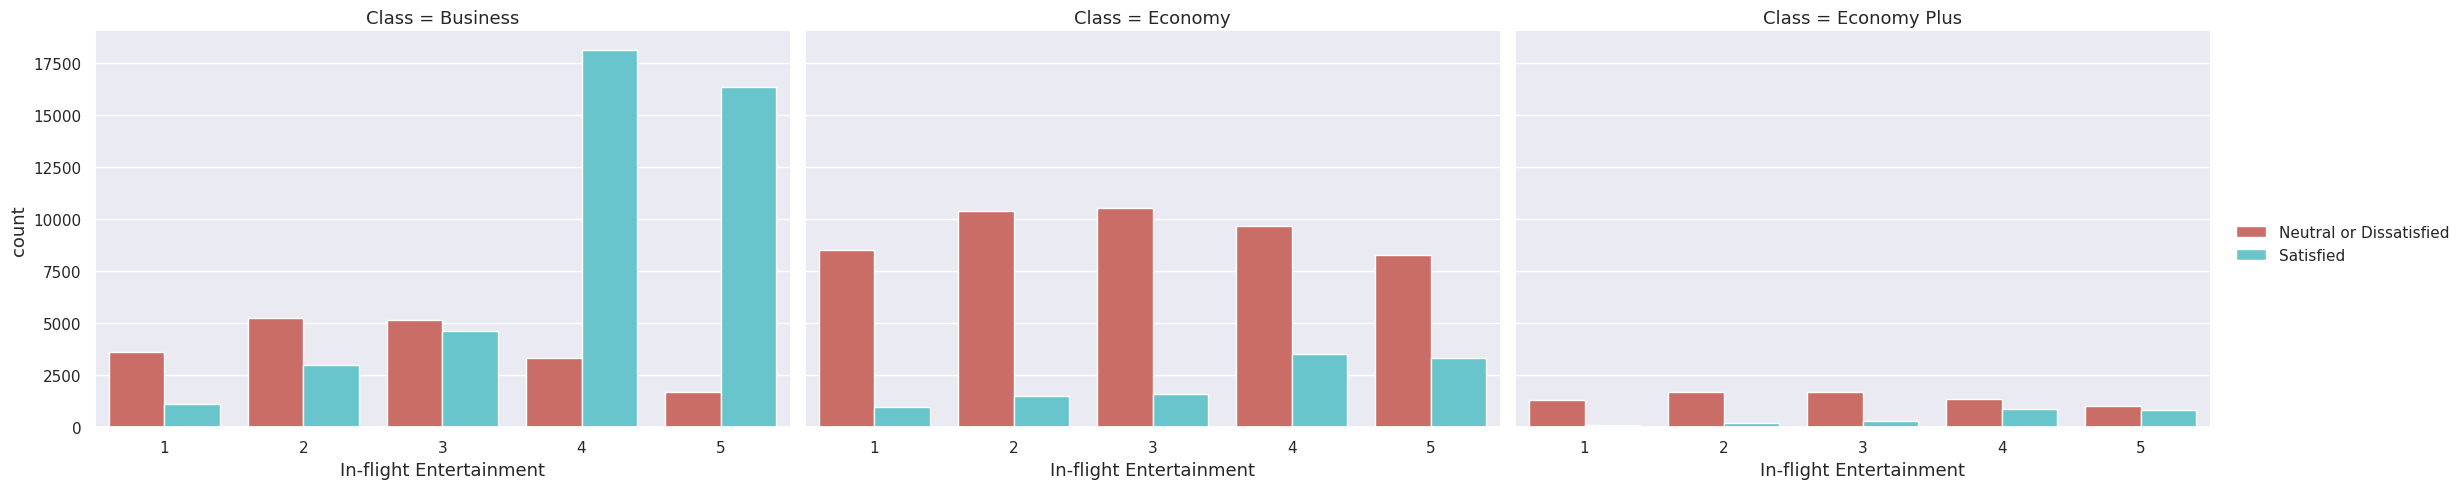 Class = Business
Class = Economy
Class = Economy Plus
17500
15000
12500
10000
7500
5000
2500
0
count
1 2 3 4 5
1 2 3 4 5
1 2 3 4 5
In-flight Entertainment
In-flight Entertainment
In-flight Entertainment
Neutral or Dissatisfied
Satisfied